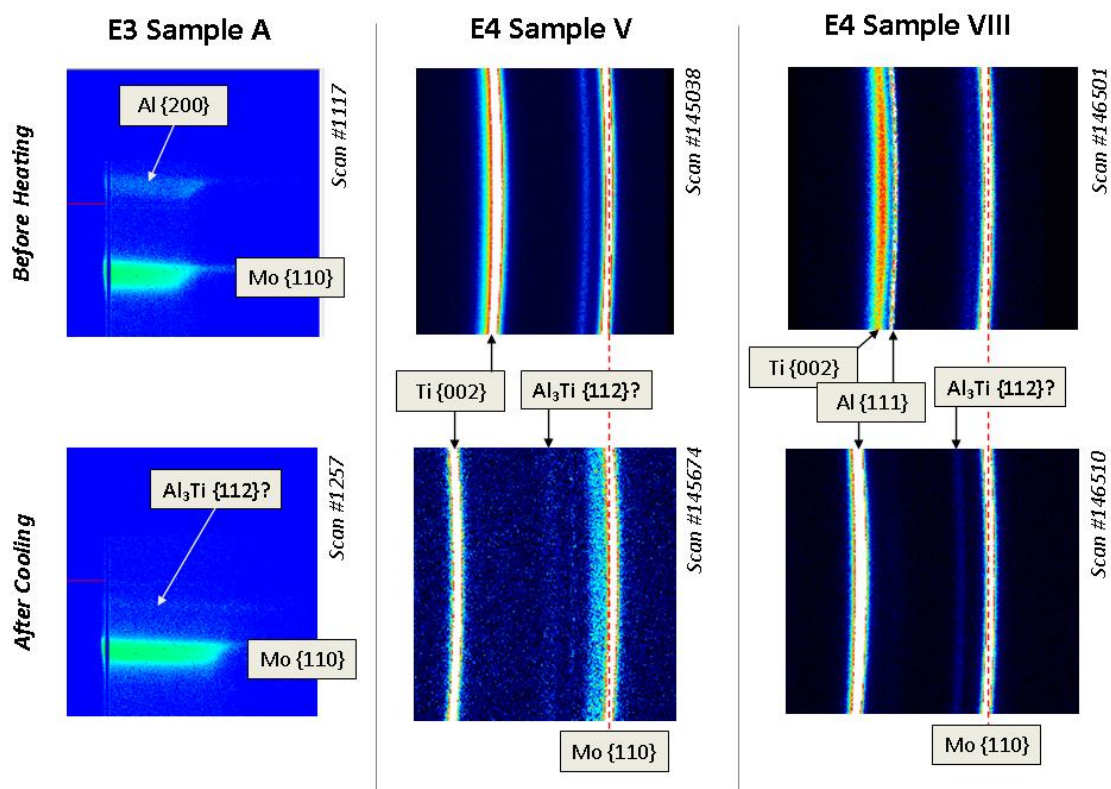 E3 Sample A
E4 Sample V
E4 Sample VIII
Before Heating
Al {200}
Mo {110}
Scan #1117
Scan #145038
Scan #146501
Ti {002}
Al₃Ti {112}?
Ti {002}
Al {111}
Al₃Ti {112}?
After Cooling
Al₃Ti {112}?
Mo {110}
Scan #1257
Scan #145674
Mo {110}
Scan #146510
Mo {110}